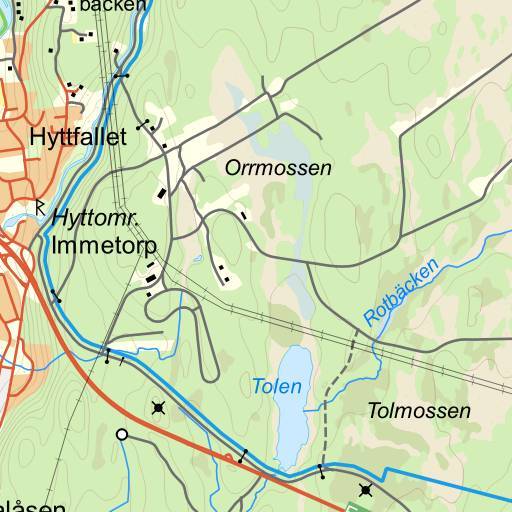 backen
Hyttfallet
Orrmossen
Hyttomr.
Immetorp
Rotbäcken
Tolen
Tolmossen
alåsen